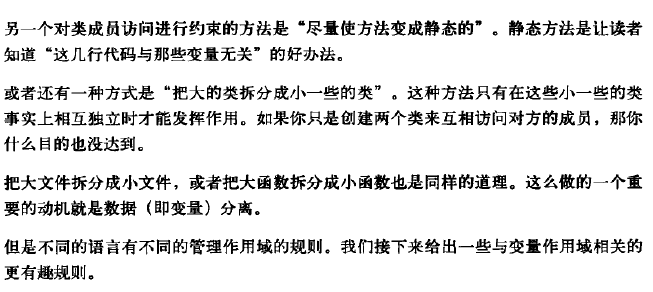 另一个对类成员访问进行约束的方法是“尽量使方法变成静态的”。静态方法是让读者
知道“这几行代码与那些变量无关”的好办法。
或者还有一种方式是“把大的类拆分成小一些的类”。这种方法只有在这些小一些的类
事实上相互独立时才能发挥作用。如果你只是创建两个类来互相访问对方的成员，那你
什么目的也没达到。
把大文件拆分成小文件，或者把大函数拆分成小函数也是同样的道理。这么做的一个重
要的动机就是数据（即变量）分离。
但是不同的语言有不同的管理作用域的规则。我们接下来给出一些与变量作用域相关的
更有趣规则。